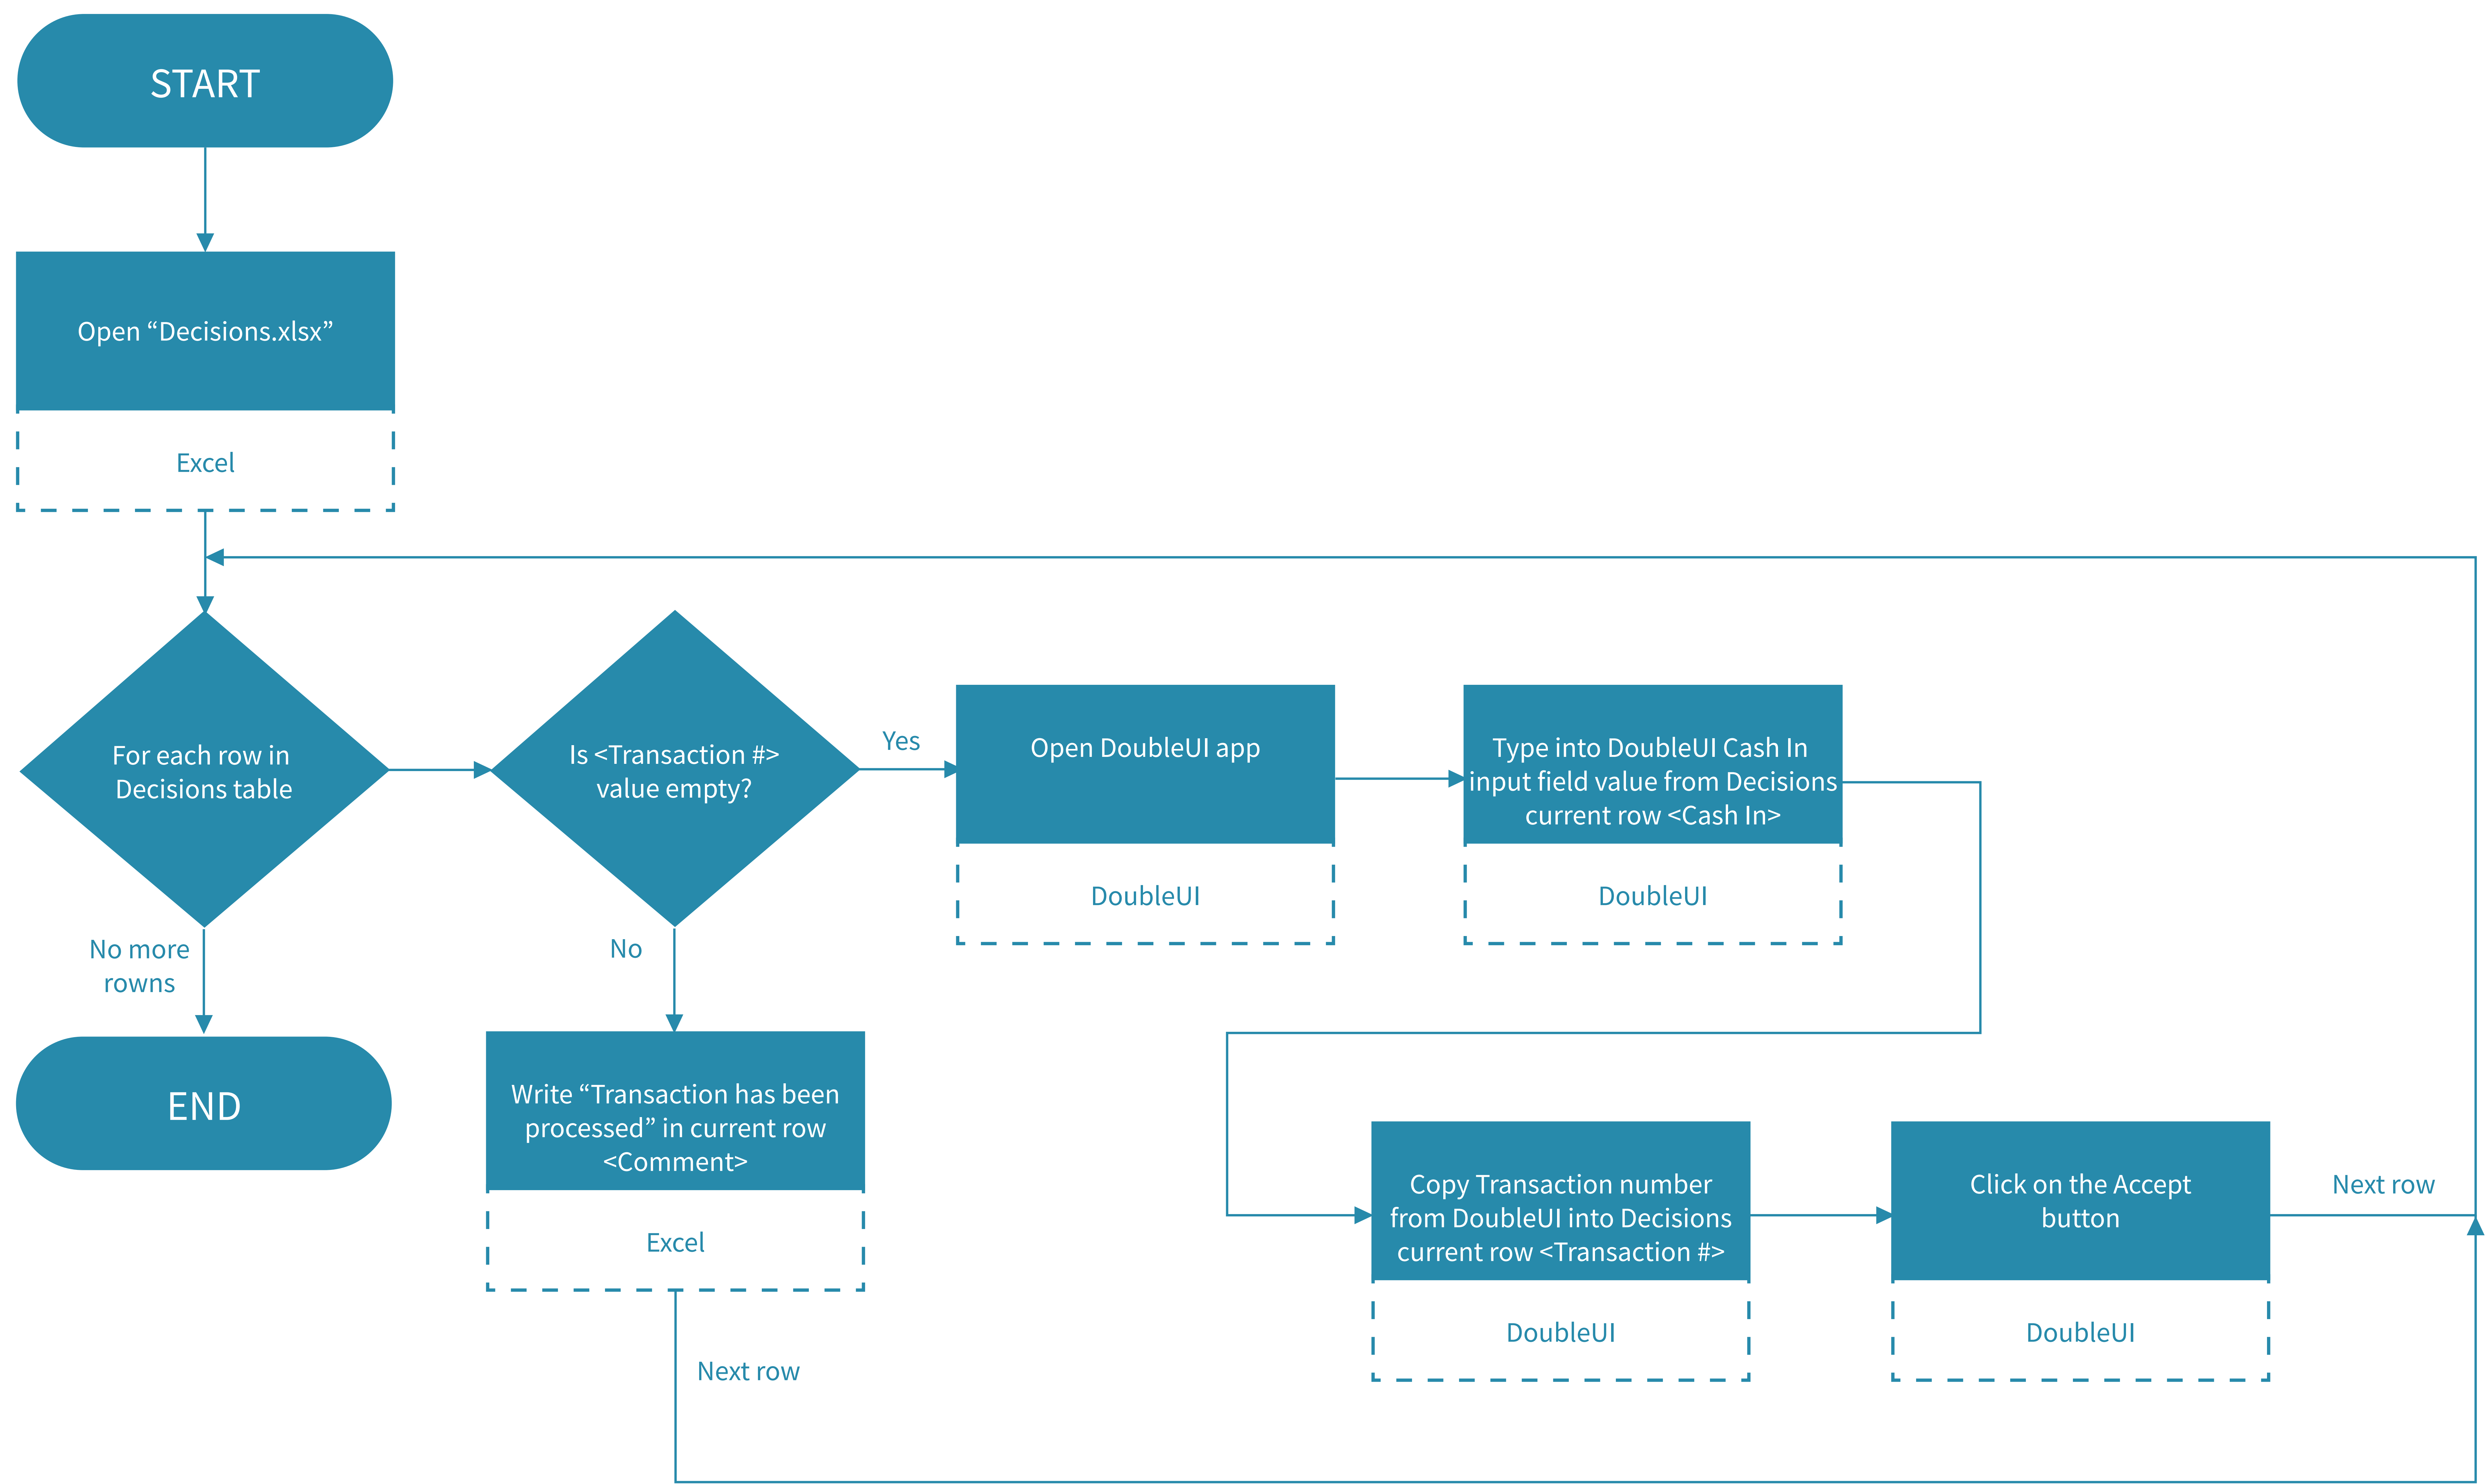 START
Open “Decisions.xlsx”
Excel
For each row in
Decisions table
Is <Transaction #>
value empty?
Yes
Open DoubleUI app
DoubleUI
Type into DoubleUI Cash In
input field value from Decisions
current row <Cash In>
DoubleUI
No more
rowns
END
No
Write “Transaction has been
processed” in current row
<Comment>
Excel
Next row
Copy Transaction number
from DoubleUI into Decisions
current row <Transaction #>
DoubleUI
Click on the Accept
button
DoubleUI
Next row